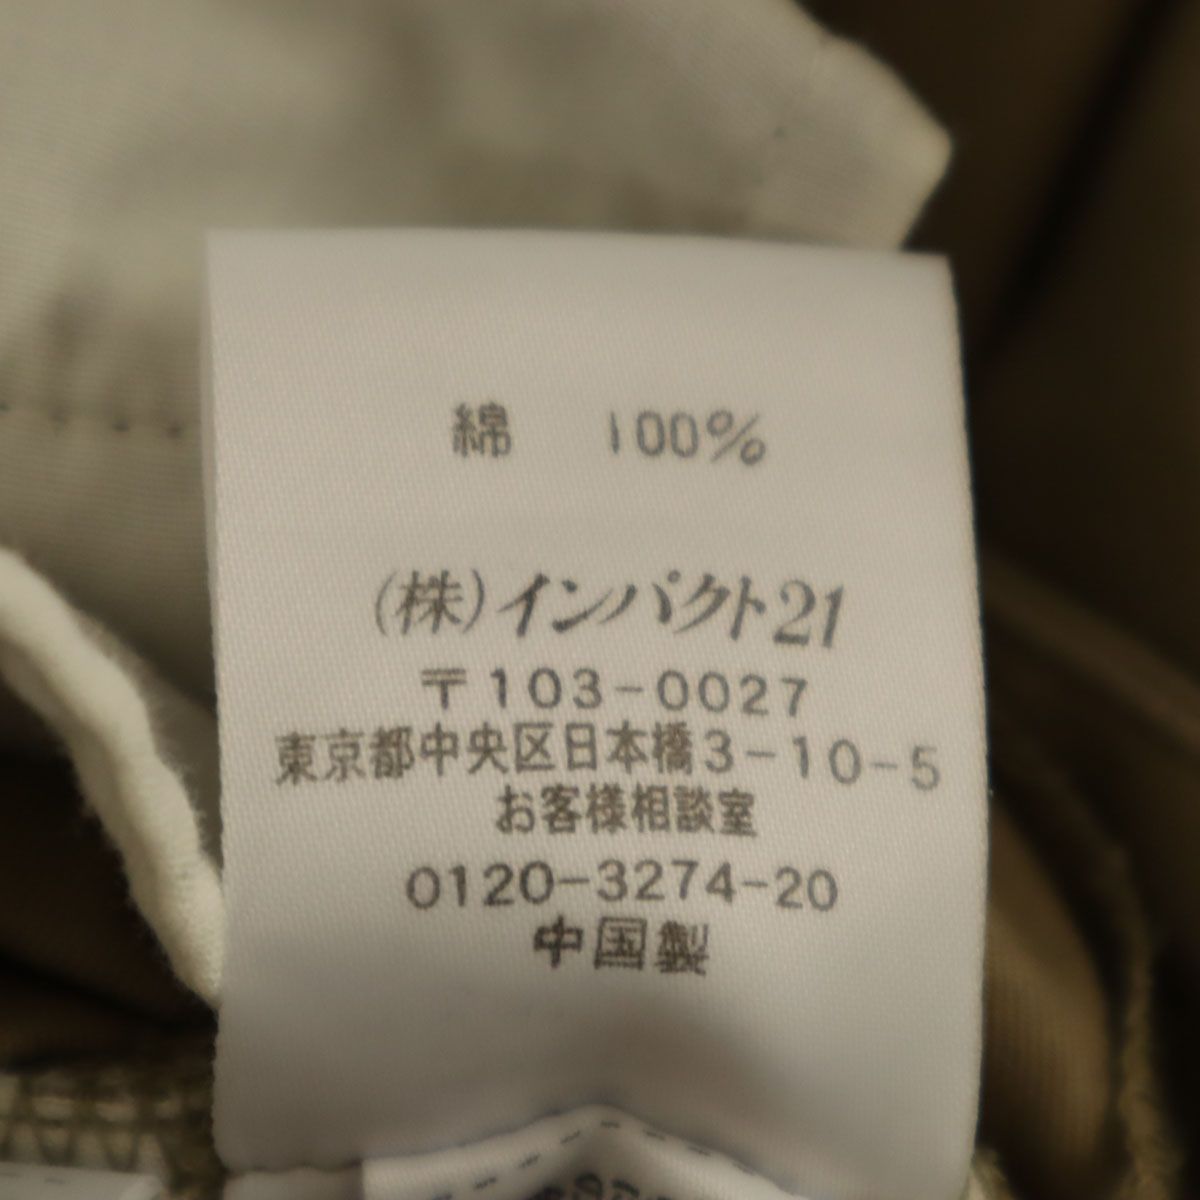 綿 100%
(株)インパクト21
〒103-0027
東京都中央区日本橋3-10-5
お客様相談室
0120-3274-20
中国製